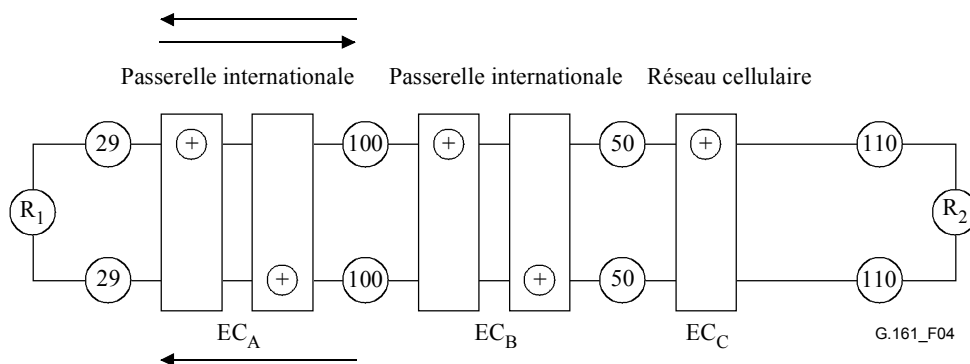 Passerelle internationale Passerelle internationale Réseau cellulaire
29 + 100 + 50 + 110
R1 R2
29 + 100 + 50 110
ECA ECB ECC
G.161_F04